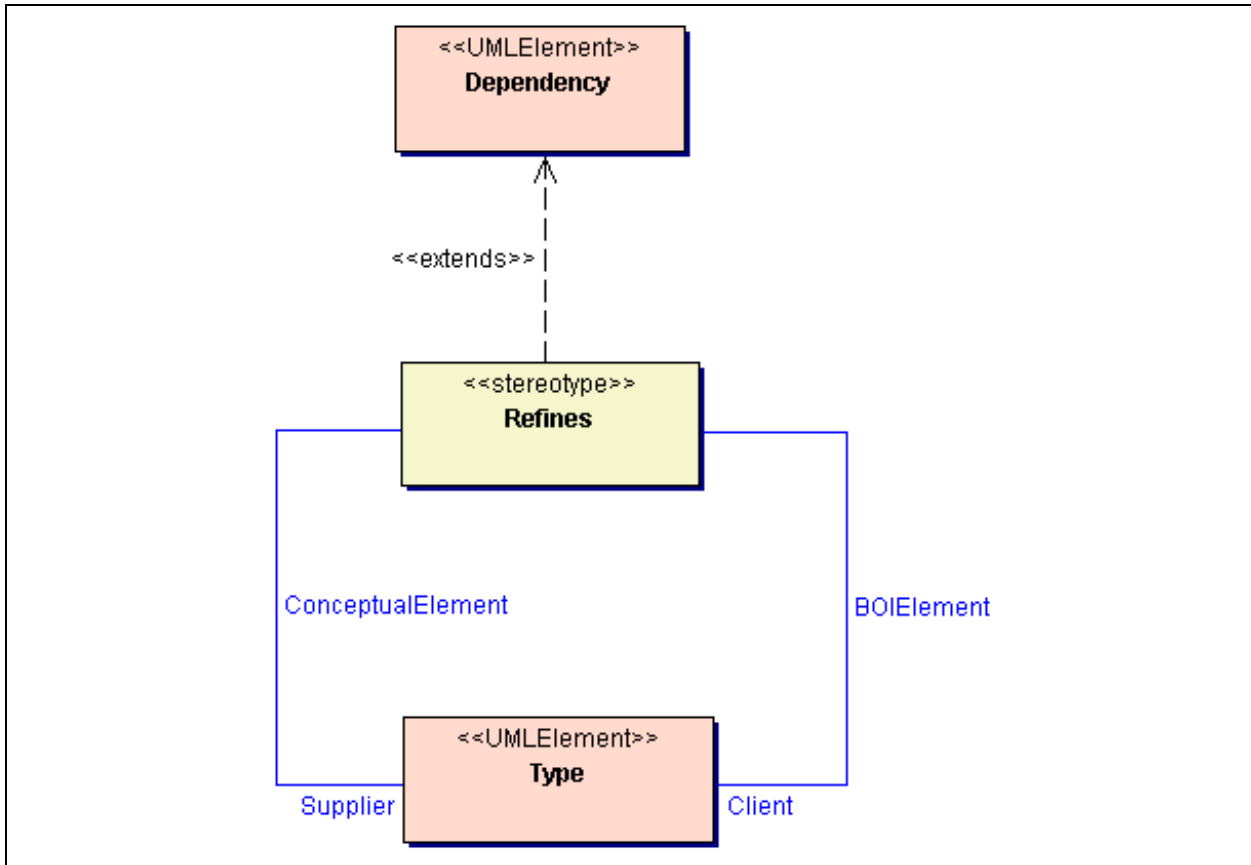 <<UMLElement>>
Dependency
<<extends>>
<<stereotype>>
Refines
ConceptualElement
BOIElement
<<UMLElement>>
Type
Supplier
Client